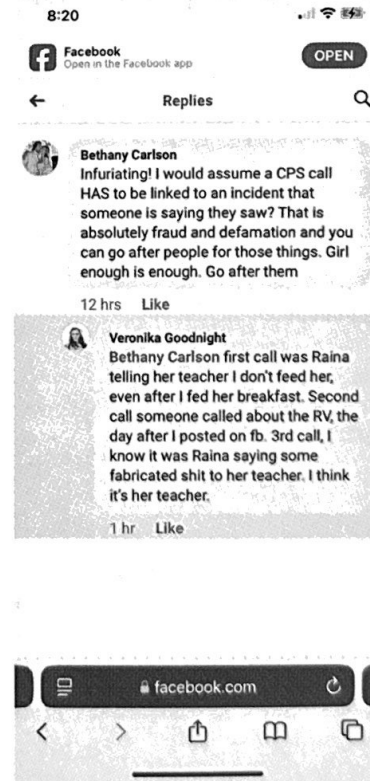 8:20
Facebook
Open in the Facebook app
OPEN
Replies
Bethany Carlson
Infuriating! I would assume a CPS call
HAS to be linked to an incident that
someone is saying they saw? That is
absolutely fraud and defamation and you
can go after people for those things. Girl
enough is enough. Go after them
12 hrs Like
Veronika Goodnight
Bethany Carlson first call was Raina
telling her teacher I don't feed her,
even after I fed her breakfast. Second
call someone called about the RV, the
day after I posted on fb. 3rd call, I
know it was Raina saying some
fabricated shit to her teacher. I think
it's her teacher.
1 hr Like
facebook.com